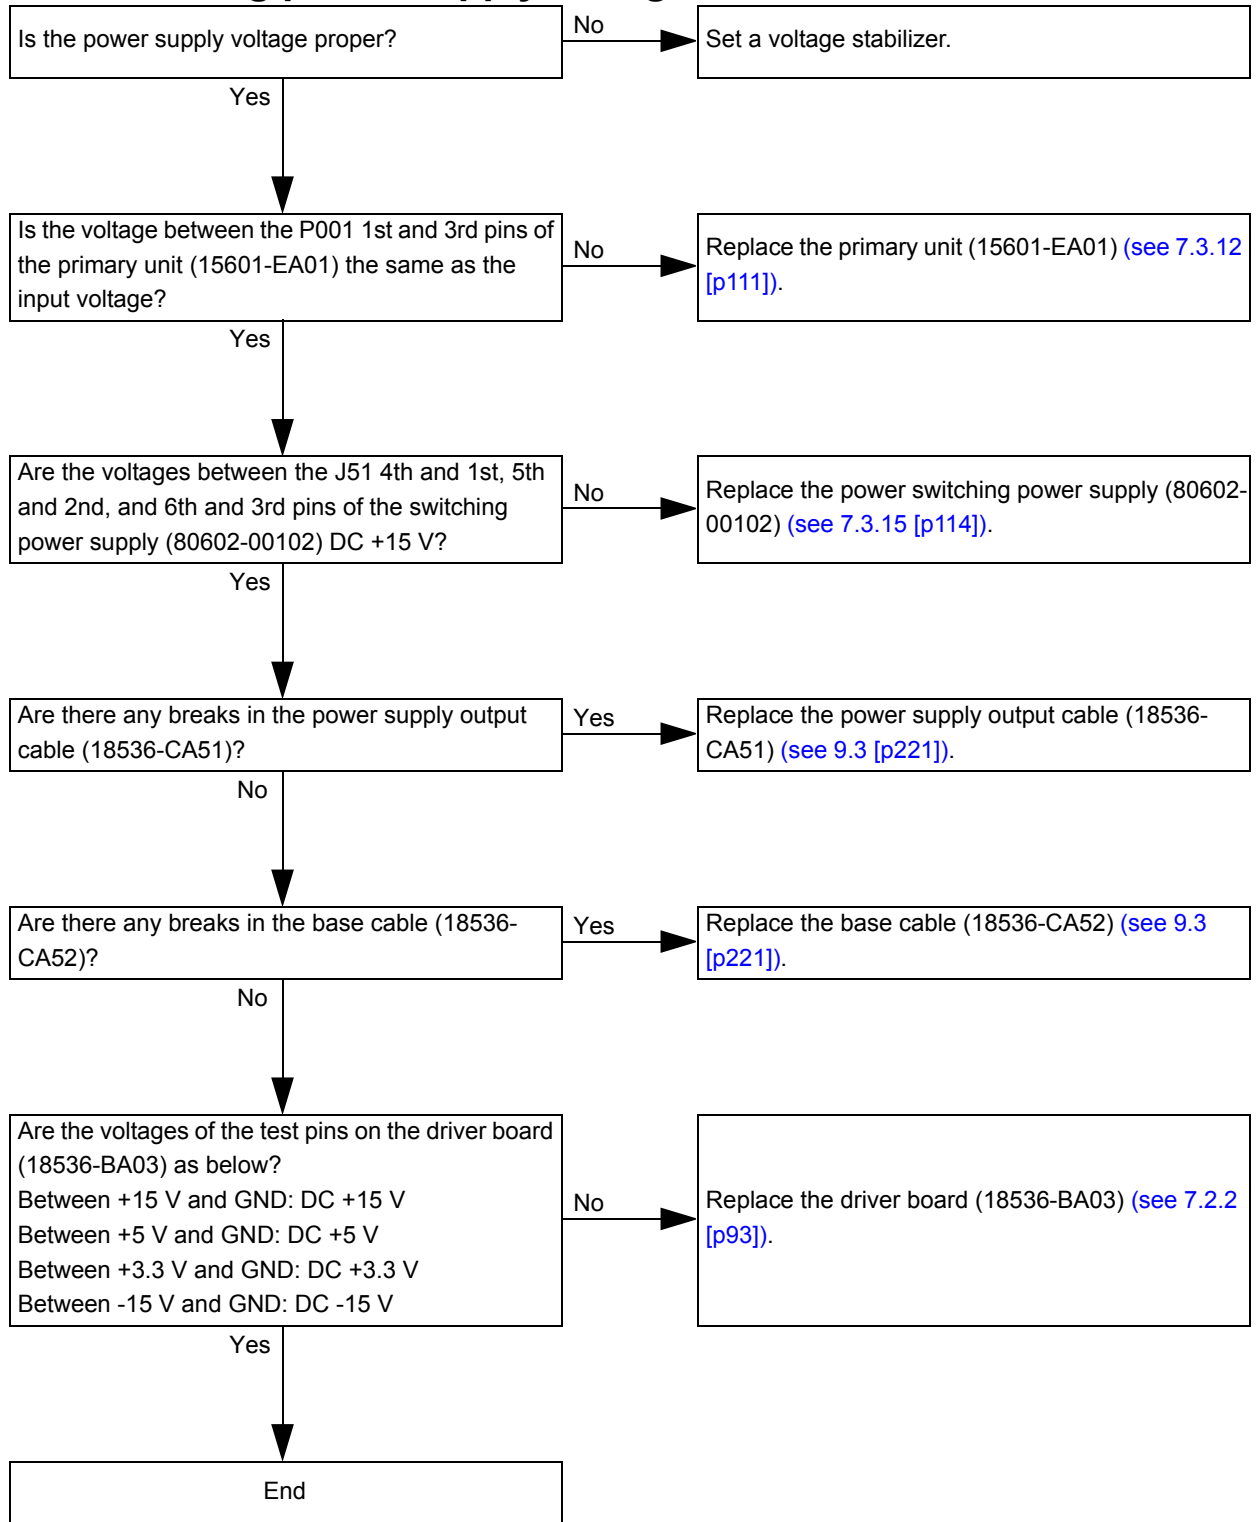 Is the power supply voltage proper?
No
Set a voltage stabilizer.
Yes
Is the voltage between the P001 1st and 3rd pins of
the primary unit (15601-EA01) the same as the
input voltage?
No
Replace the primary unit (15601-EA01) (see 7.3.12
[p111]).
Yes
Are the voltages between the J51 4th and 1st, 5th
and 2nd, and 6th and 3rd pins of the switching
power supply (80602-00102) DC +15 V?
No
Replace the power switching power supply (80602-
00102) (see 7.3.15 [p114]).
Yes
Are there any breaks in the power supply output
cable (18536-CA51)?
Yes
Replace the power supply output cable (18536-
CA51) (see 9.3 [p221]).
No
Are there any breaks in the base cable (18536-
CA52)?
Yes
Replace the base cable (18536-CA52) (see 9.3
[p221]).
No
Are the voltages of the test pins on the driver board
(18536-BA03) as below?
Between +15 V and GND: DC +15 V
Between +5 V and GND: DC +5 V
Between +3.3 V and GND: DC +3.3 V
Between -15 V and GND: DC -15 V
No
Replace the driver board (18536-BA03) (see 7.2.2
[p93]).
Yes
End